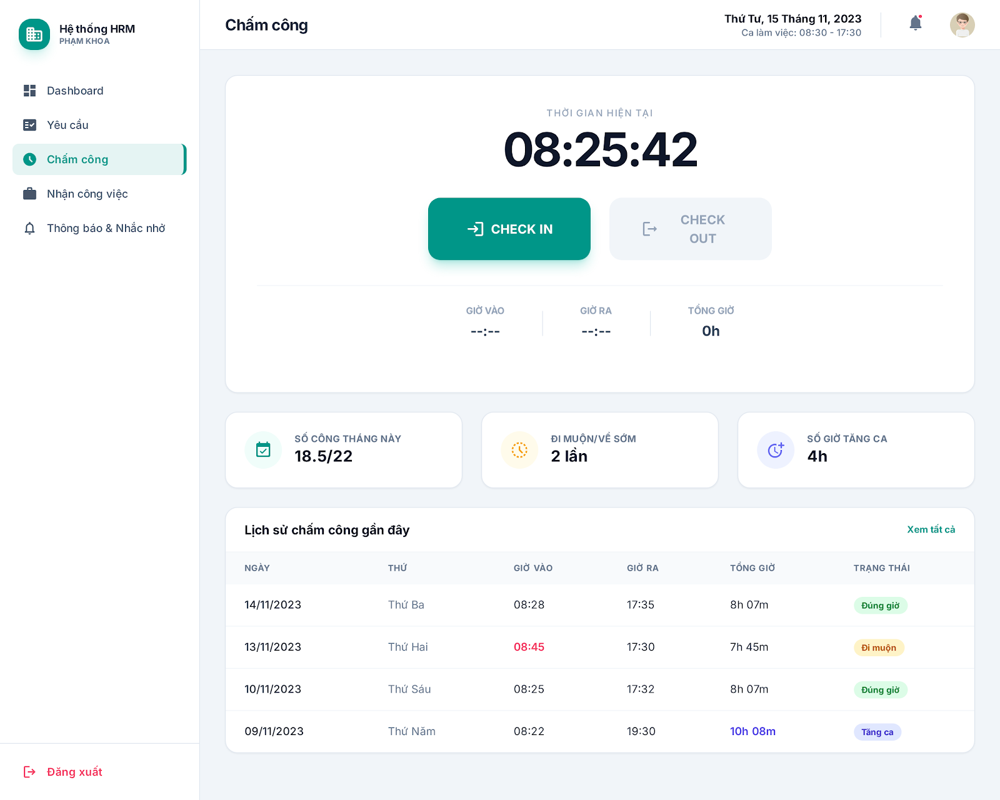 Hệ thống HRM
PHẠM KHOA
Dashboard
Yêu cầu
Chấm công
Nhận công việc
Thông báo & Nhắc nhở
Đăng xuất
Chấm công
Thứ Tư, 15 Tháng 11, 2023
Ca làm việc: 08:30 - 17:30
THỜI GIAN HIỆN TẠI
08:25:42
CHECK IN
CHECK
OUT
GIỜ VÀO
--:--
GIỜ RA
--:--
TỔNG GIỜ
0h
SỐ CÔNG THÁNG NÀY
18.5/22
ĐI MUỘN/VỀ SỚM
2 lần
SỐ GIỜ TĂNG CA
4h
Lịch sử chấm công gần đây
Xem tất cả
NGÀY THỨ GIỜ VÀO GIỜ RA TỔNG GIỜ TRẠNG THÁI
14/11/2023 Thứ Ba 08:28 17:35 8h 07m Đúng giờ
13/11/2023 Thứ Hai 08:45 17:30 7h 45m Đi muộn
10/11/2023 Thứ Sáu 08:25 17:32 8h 07m Đúng giờ
09/11/2023 Thứ Năm 08:22 19:30 10h 08m Tăng ca